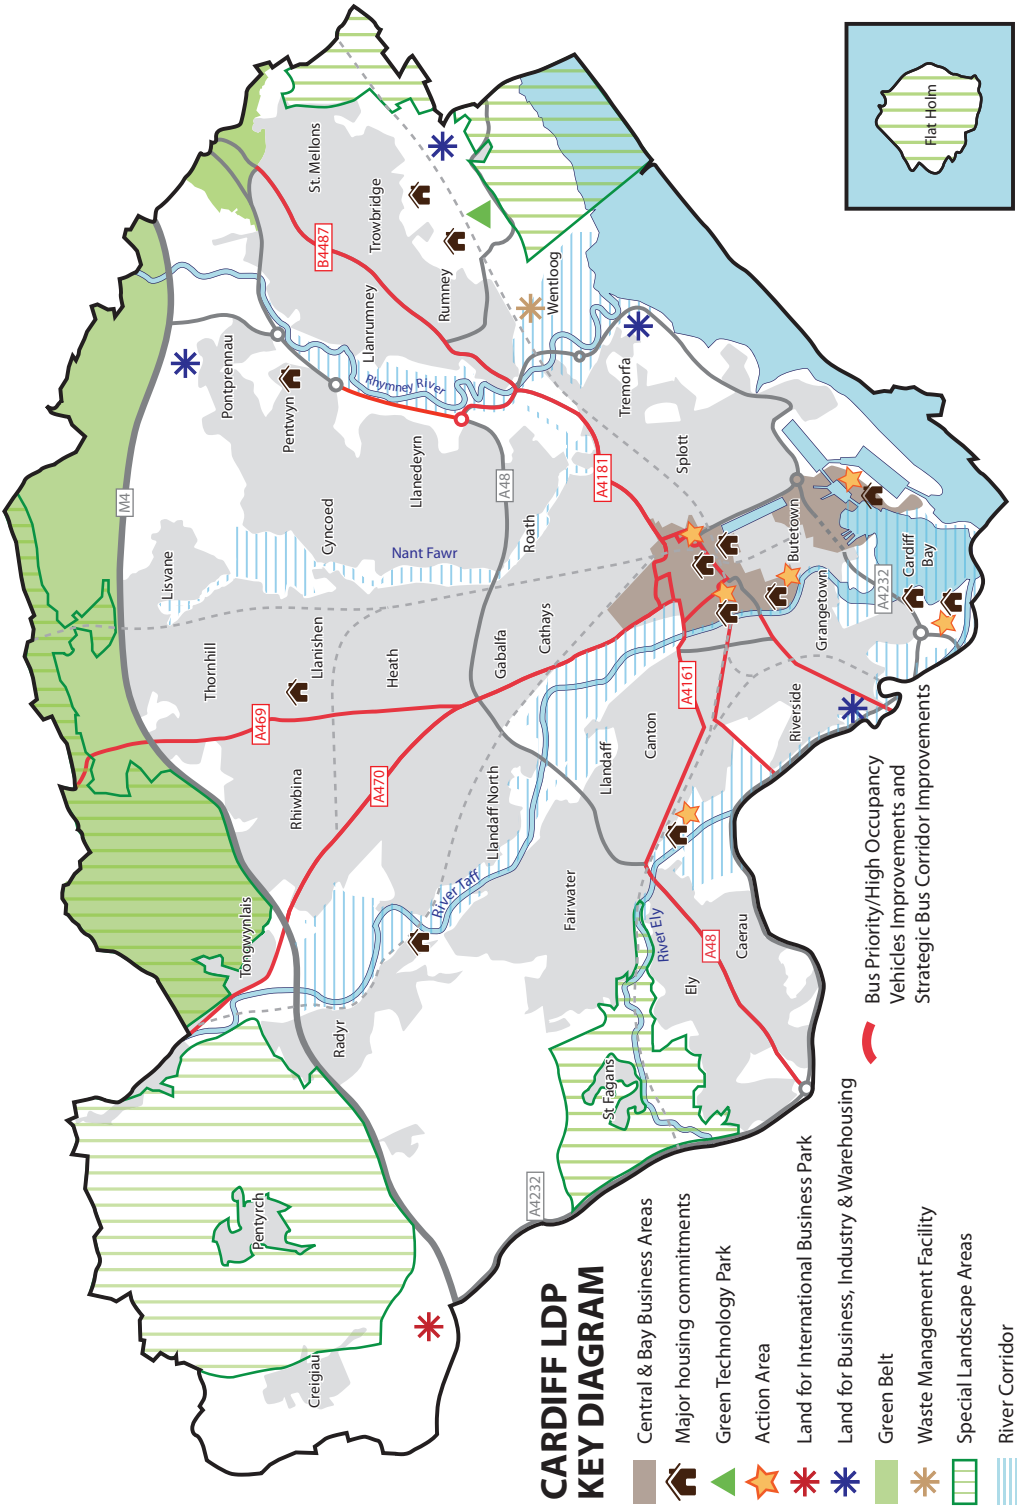 CARDIFF LDP
KEY DIAGRAM
Central & Bay Business Areas
Major housing commitments
Green Technology Park
Action Area
Land for International Business Park
Land for Business, Industry & Warehousing
Green Belt
Waste Management Facility
Special Landscape Areas
River Corridor
Bus Priority/High Occupancy
Vehicles Improvements and
Strategic Bus Corridor Improvements
Creigiau
Pentyrch
Radyr
Tongwynlais
Rhiwbina
Thornhill
Llanishen
Heath
Lisvane
Cyncoed
Nant Fawr
Pontprennau
Pentwyn
Llanedeyrn
Rhymney River
Llanrumney
Rumney
Trowbridge
St. Mellons
Wentloog
Tremorfa
Splott
Roath
Cathays
Gabalfa
Llandaff North
Llandaff
Canton
Riverside
Grangetown
Butetown
Cardiff
Bay
Fairwater
River Taff
River Ely
Ely
Caerau
St Fagans
Flat Holm
M4
A469
A470
A48
A48
A4232
A4232
A4161
A4181
B4487